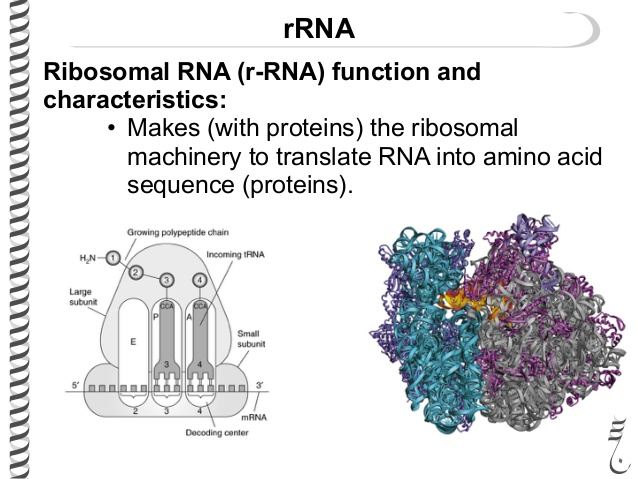 rRNA
Ribosomal RNA (r-RNA) function and
characteristics:
• Makes (with proteins) the ribosomal
machinery to translate RNA into amino acid
sequence (proteins).
Growing polypeptide chain
H₂N
1
2
3
4
Incoming tRNA
Large
subunit
CCA
CCA
P
A
E
Small
subunit
3
4
5′
3′
mRNA
2
3
4
Decoding center